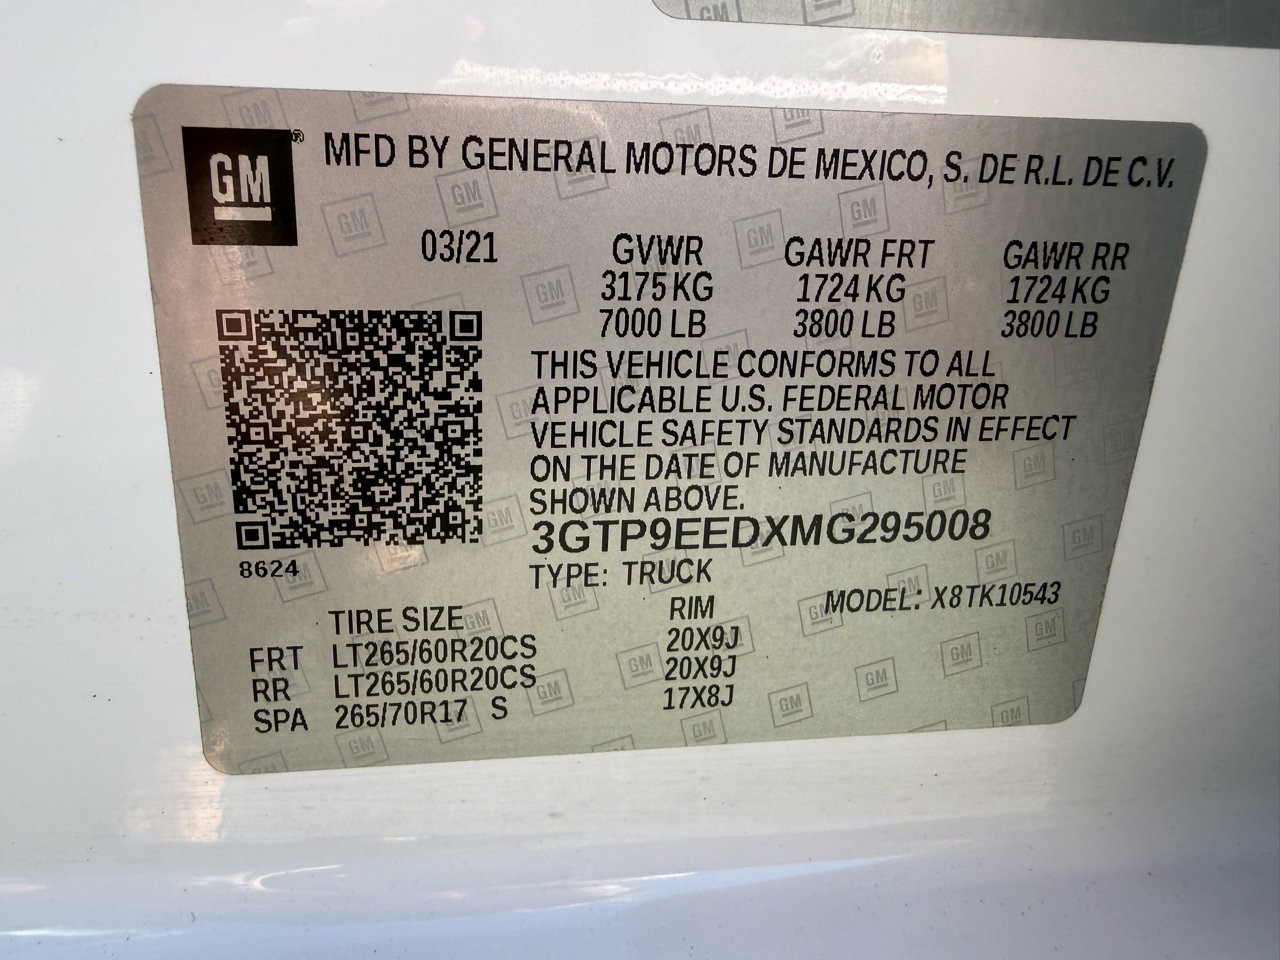 GM® MFD BY GENERAL MOTORS DE MEXICO, S. DE R.L. DE C.V.
03/21 GVWR GAWR FRT GAWR RR
3175 KG 1724 KG 1724 KG
7000 LB 3800 LB 3800 LB
THIS VEHICLE CONFORMS TO ALL
APPLICABLE U.S. FEDERAL MOTOR
VEHICLE SAFETY STANDARDS IN EFFECT
ON THE DATE OF MANUFACTURE
SHOWN ABOVE.
3GTP9EEDXMG295008
8624 TYPE: TRUCK
MODEL: X8TK10543
TIRE SIZE RIM
FRT LT265/60R20CS 20X9J
RR LT265/60R20CS 20X9J
SPA 265/70R17 S 17X8J